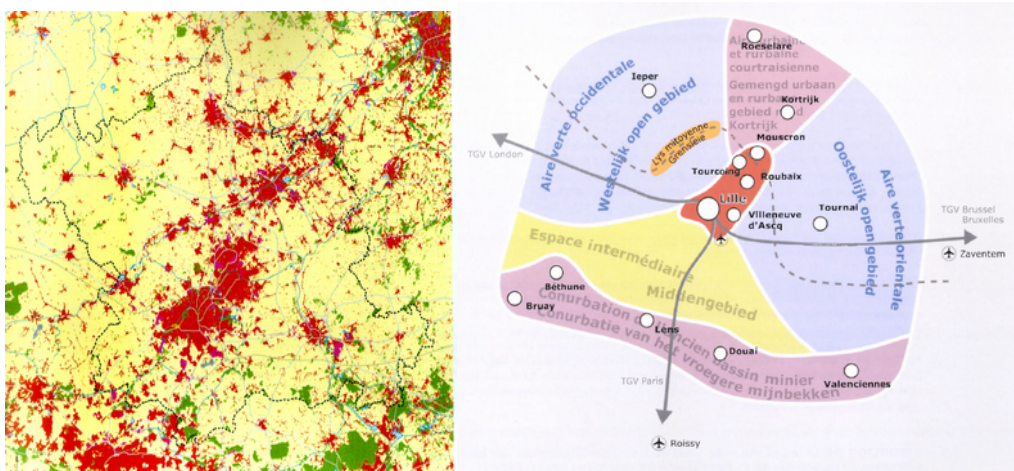 Roeselare
Aire urbaine
et rurbaine
courtraisienne
Gemengd urbaan
en rurbaan
gebied rond
Kortrijk
Kortrijk
Ieper
Aire verte occidentale
Westelijk open gebied
Lys mitoyenne
Grensleie
Mouscron
Tourcoing
Roubaix
Lille
Villeneuve
d'Ascq
TGV London
Oostelijk open gebied
Aire verte orientale
Tournai
TGV Brussel
Bruxelles
Zaventem
Espace intermédiaire
Middengebied
Béthune
Bruay
Conurbation de l'ancien bassin minier
Conurbatie van het vroegere mijnbekken
Lens
Douai
Valenciennes
TGV Paris
Roissy